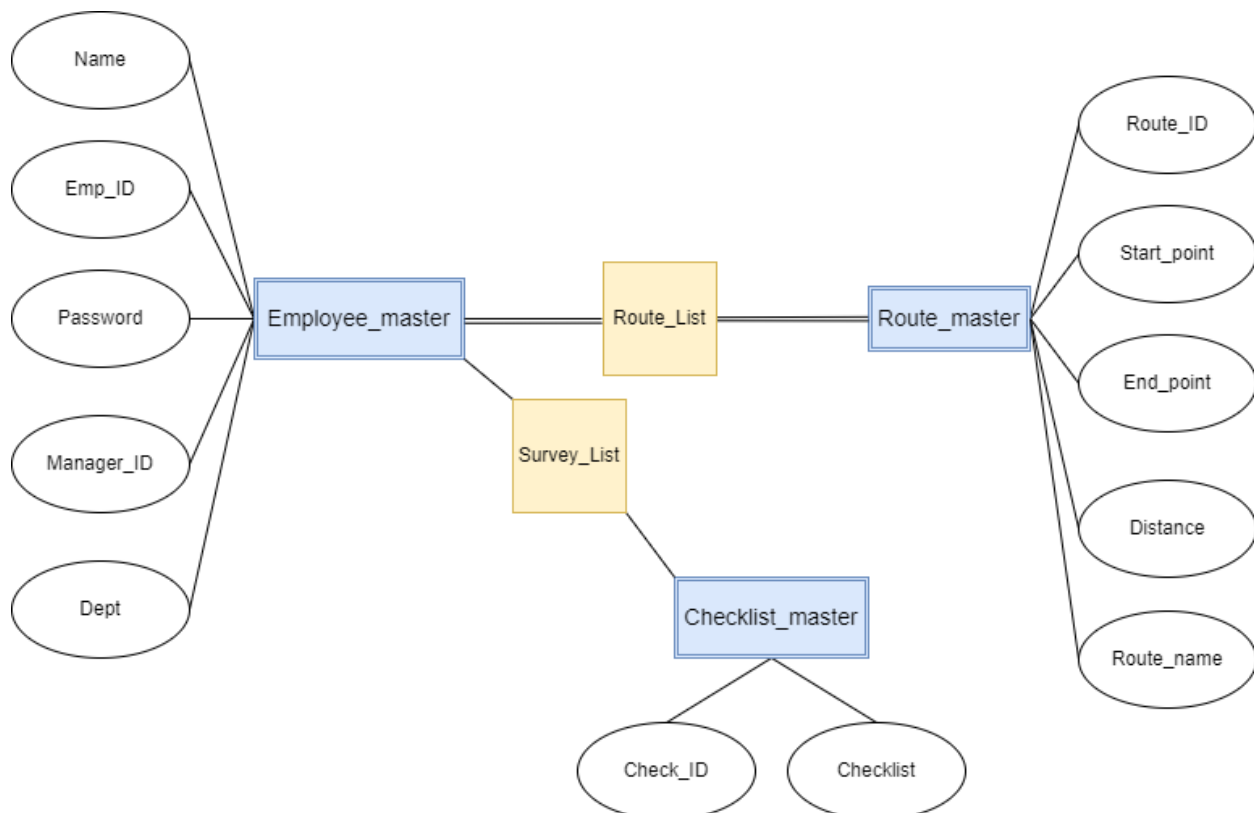 Name
Emp_ID
Password
Manager_ID
Dept
Employee_master
Route_List
Survey_List
Route_master
Checklist_master
Check_ID
Checklist
Route_ID
Start_point
End_point
Distance
Route_name